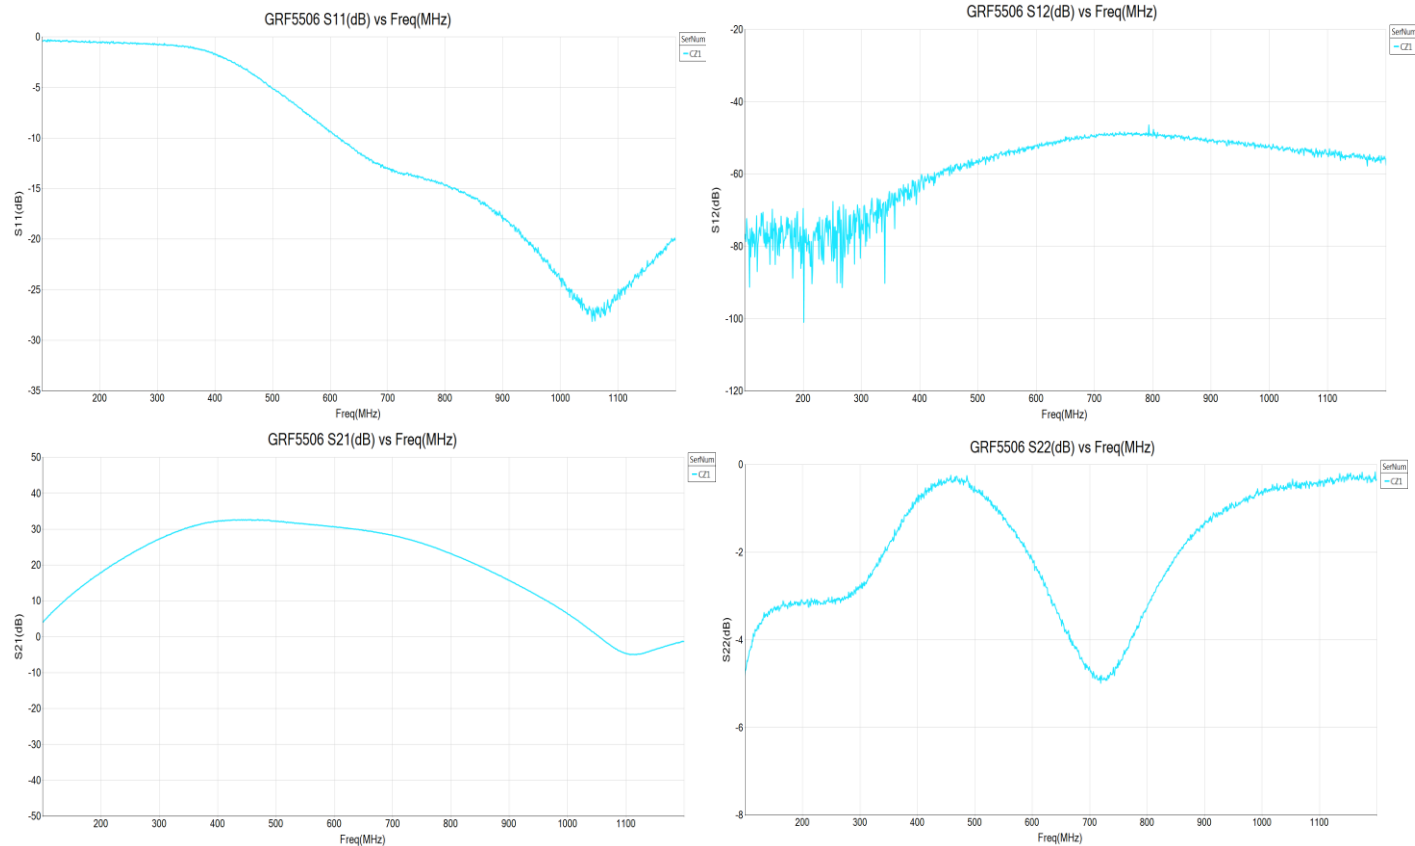 GRF5506 S11(dB) vs Freq(MHz)
SerNum
CZ1
S11(dB)
0
-5
-10
-15
-20
-25
-30
-35
200 300 400 500 600 700 800 900 1000 1100
Freq(MHz)
GRF5506 S12(dB) vs Freq(MHz)
SerNum
CZ1
S12(dB)
-20
-40
-60
-80
-100
-120
200 300 400 500 600 700 800 900 1000 1100
Freq(MHz)
GRF5506 S21(dB) vs Freq(MHz)
SerNum
CZ1
S21(dB)
50
40
30
20
10
0
-10
-20
-30
-40
-50
200 300 400 500 600 700 800 900 1000 1100
Freq(MHz)
GRF5506 S22(dB) vs Freq(MHz)
SerNum
CZ1
S22(dB)
0
-2
-4
-6
-8
200 300 400 500 600 700 800 900 1000 1100
Freq(MHz)